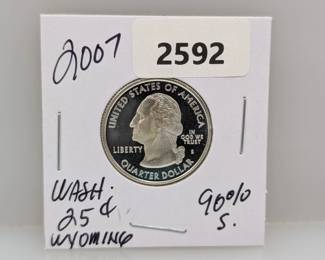 2007
2592
UNITED STATES OF AMERICA
LIBERTY
IN
GOD WE
TRUST
S
QUARTER DOLLAR
WASH.
25¢
WYOMING
90%
S.